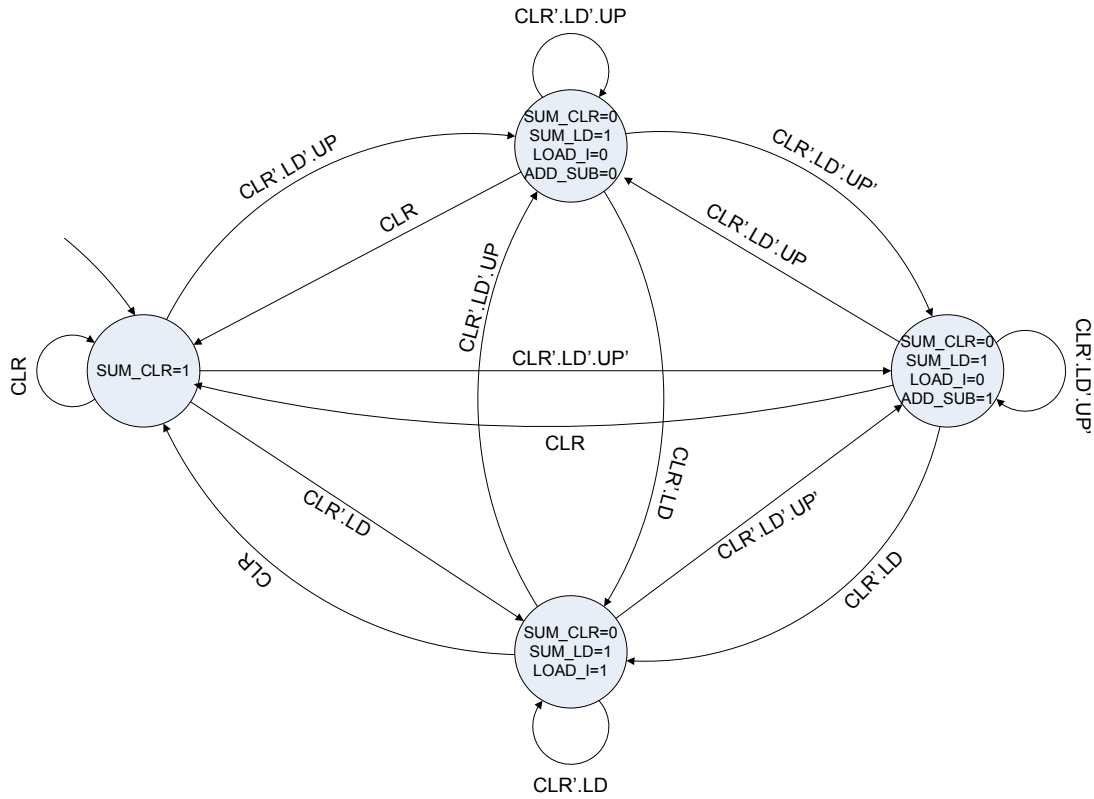 CLR'.LD'.UP
SUM_CLR=0
SUM_LD=1
LOAD_I=0
ADD_SUB=0
CLR'.LD'.UP
CLR'.LD'.UP'
CLR
CLR'.LD'.UP
CLR'.LD'.UP
CLR
SUM_CLR=1
CLR'.LD'.UP'
SUM_CLR=0
SUM_LD=1
LOAD_I=0
ADD_SUB=1
CLR'.LD'.UP'
CLR
CLR'.LD
CLR'.LD
CLR'.LD'.UP'
CLR
CLR'.LD
SUM_CLR=0
SUM_LD=1
LOAD_I=1
CLR'.LD